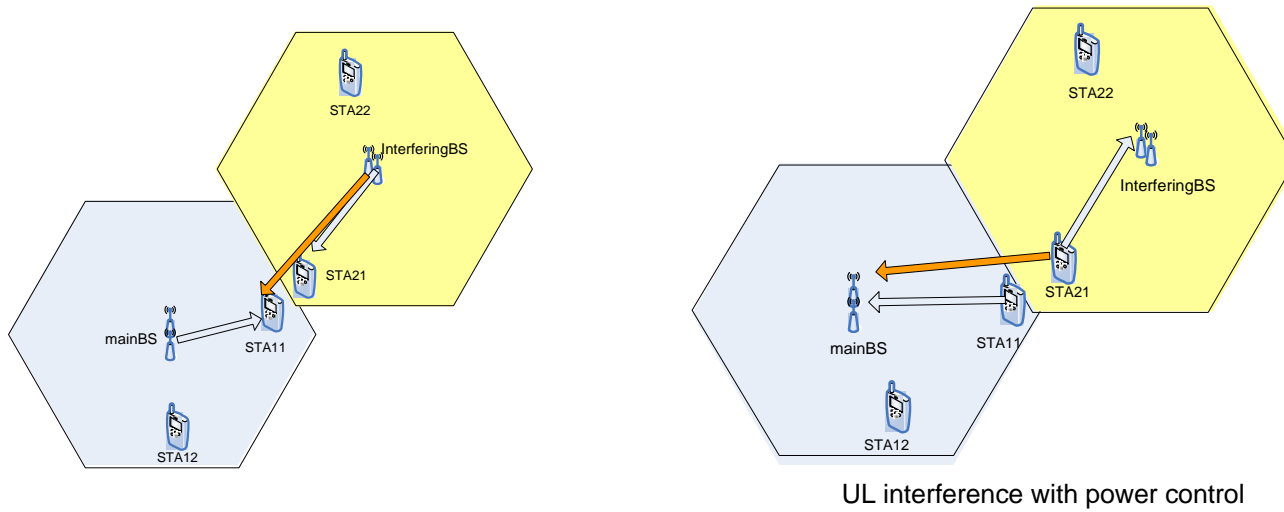 STA22
InterferingBS
STA21
mainBS
STA11
STA12
STA22
InterferingBS
STA21
STA11
mainBS
STA12
UL interference with power control